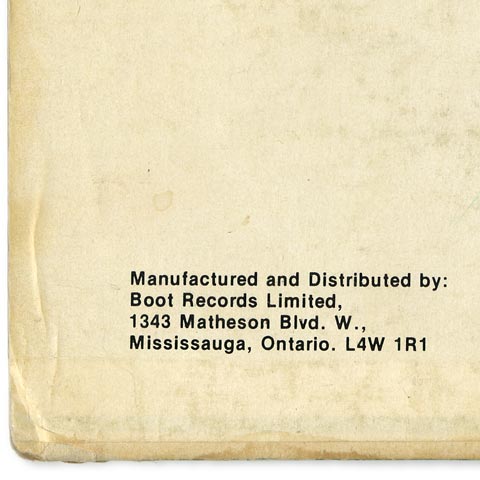 Manufactured and Distributed by:
Boot Records Limited,
1343 Matheson Blvd. W.,
Mississauga, Ontario. L4W 1R1